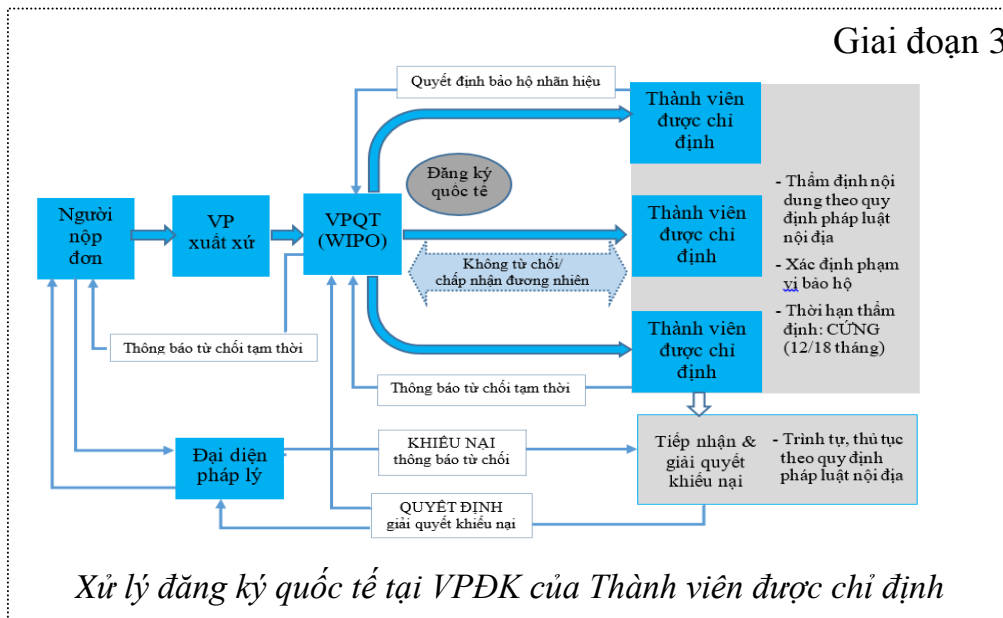 Giai đoạn 3
Quyết định bảo hộ nhãn hiệu
Thành viên
được chỉ
định
Đăng ký
quôc tê
- Thẩm định nội
dung theo quy
định pháp luật
nội địa
- Xác định phạm
vị bảo hộ
- Thời hạn thẩm
định: CỨNG
(12/18 tháng)
Người
nộp
đơn
VP
xuất xứ
VPQT
(WIPO)
Thành viên
được chỉ
định
Không từ chối/
chấp nhận đương nhiên
Thông báo từ chối tạm thời
Thành viên
được chỉ
định
Thông báo từ chối tạm thời
Đại diện
pháp lý
KHIẾU NẠI
thông báo từ chối
Tiếp nhận &
giải quyết
khiếu nại
- Trình tự, thủ tục
theo quy định
pháp luật nội địa
QUYẾT ĐỊNH
giải quyết khiếu nại
Xử lý đăng ký quốc tế tại VPĐK của Thành viên được chỉ định